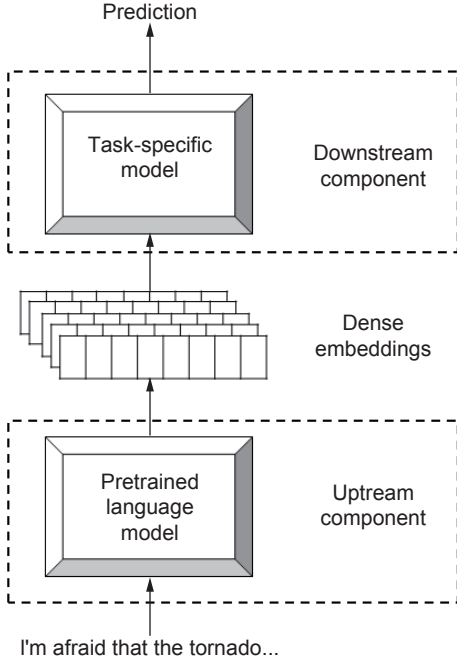 Prediction
Task-specific
model
Downstream
component
Dense
embeddings
Pretrained
language
model
Uptream
component
I'm afraid that the tornado...